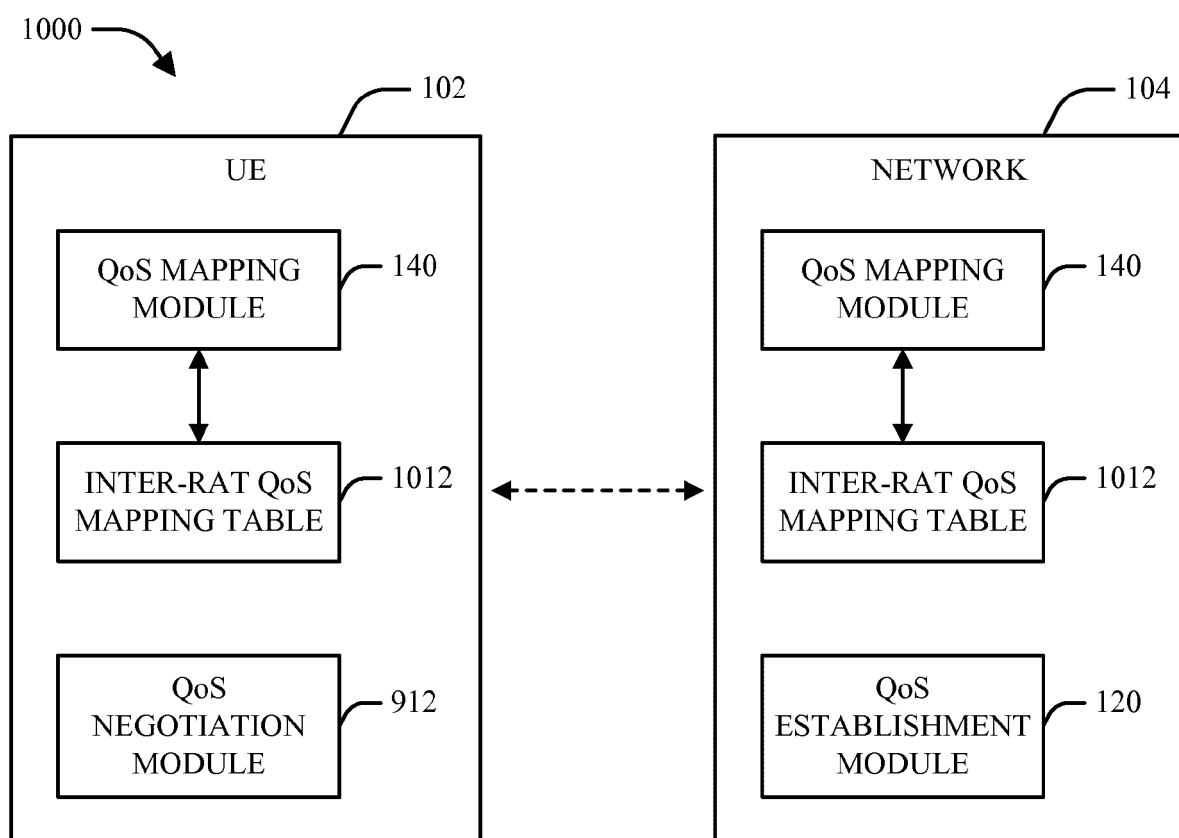 1000
102
104
UE
NETWORK
QoS MAPPING
MODULE
140
QoS MAPPING
MODULE
140
INTER-RAT QoS
MAPPING TABLE
1012
INTER-RAT QoS
MAPPING TABLE
1012
QoS
NEGOTIATION
MODULE
912
QoS
ESTABLISHMENT
MODULE
120